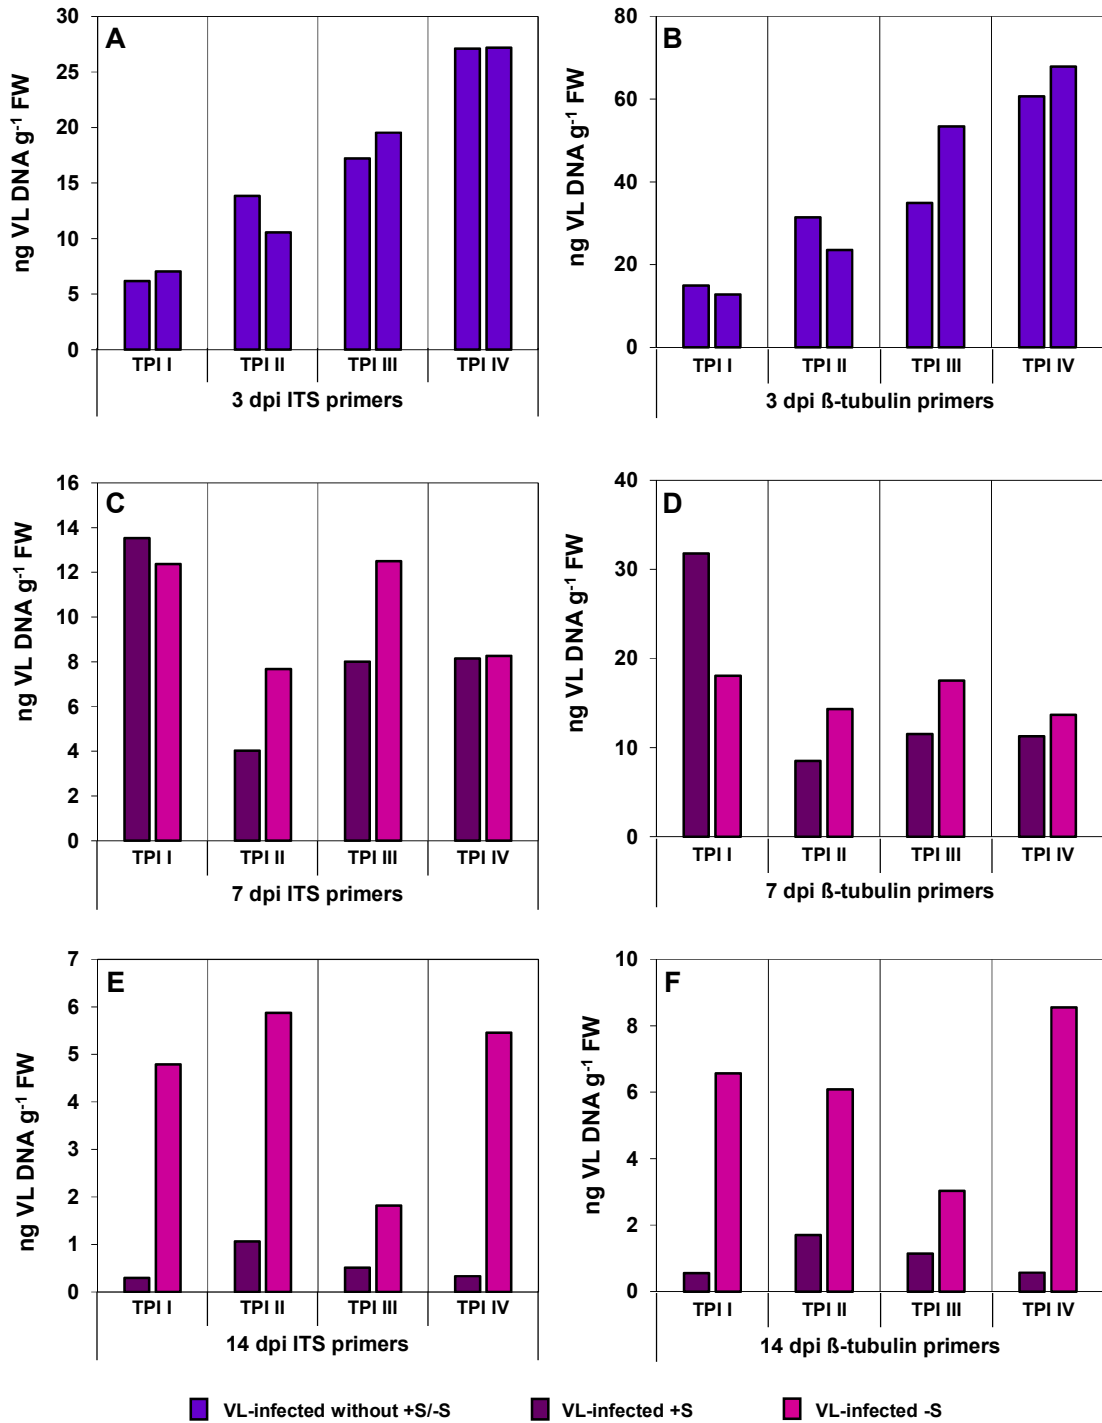 A
ng VL DNA g-1 FW
30
25
20
15
10
5
0
TPI I TPI II TPI III TPI IV
3 dpi ITS primers
B
ng VL DNA g-1 FW
80
60
40
20
0
TPI I TPI II TPI III TPI IV
3 dpi ß-tubulin primers
C
ng VL DNA g-1 FW
16
14
12
10
8
6
4
2
0
TPI I TPI II TPI III TPI IV
7 dpi ITS primers
D
ng VL DNA g-1 FW
40
30
20
10
0
TPI I TPI II TPI III TPI IV
7 dpi ß-tubulin primers
E
ng VL DNA g-1 FW
7
6
5
4
3
2
1
0
TPI I TPI II TPI III TPI IV
14 dpi ITS primers
F
ng VL DNA g-1 FW
10
8
6
4
2
0
TPI I TPI II TPI III TPI IV
14 dpi ß-tubulin primers
VL-infected without +S/-S VL-infected +S VL-infected -S